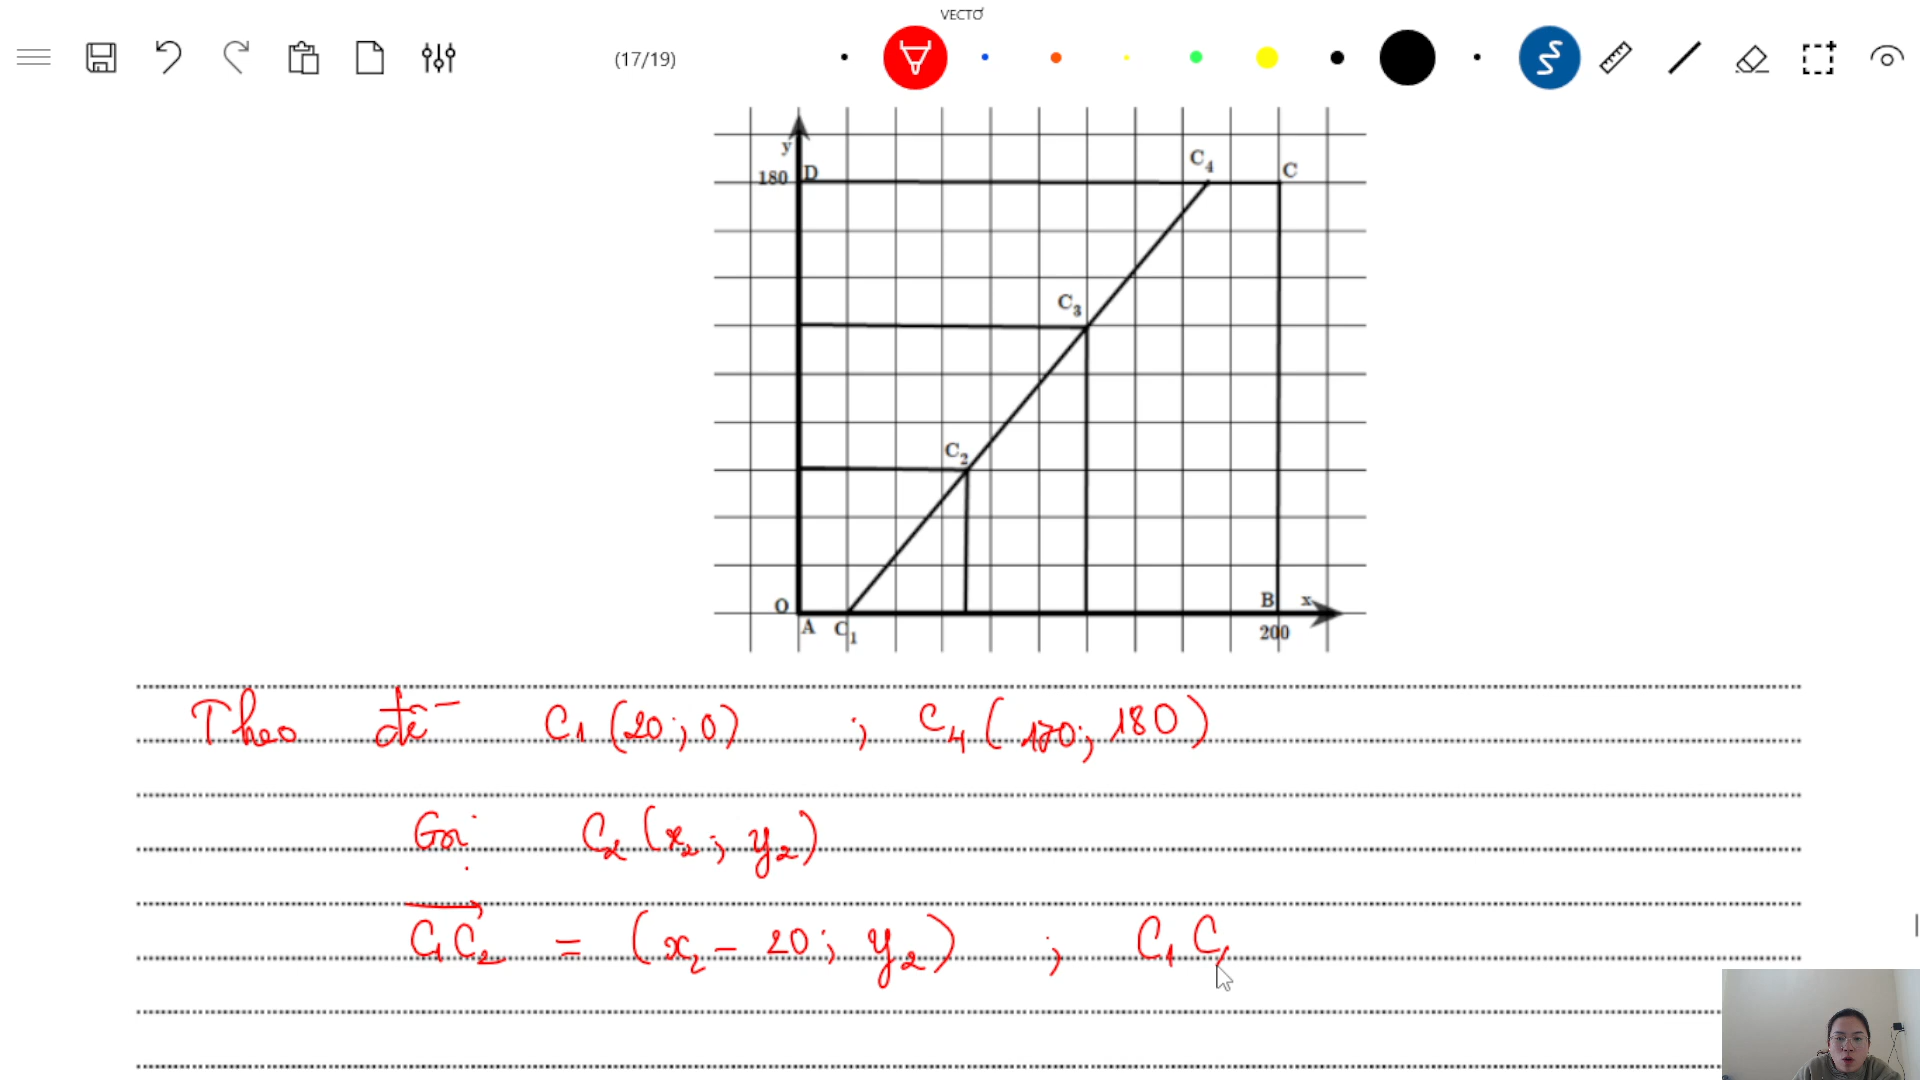 VECTƠ
(17/19)
y
180 D
C₄ C
C₃
C₂
O B x
A C₁ 200
Theo đề C₁ (20 ; 0) ; C₄ (170 ; 180)
Gọi C₂ (x₂ ; y₂)
C₁C₂ = (x₂ - 20 ; y₂) ; C₁ C